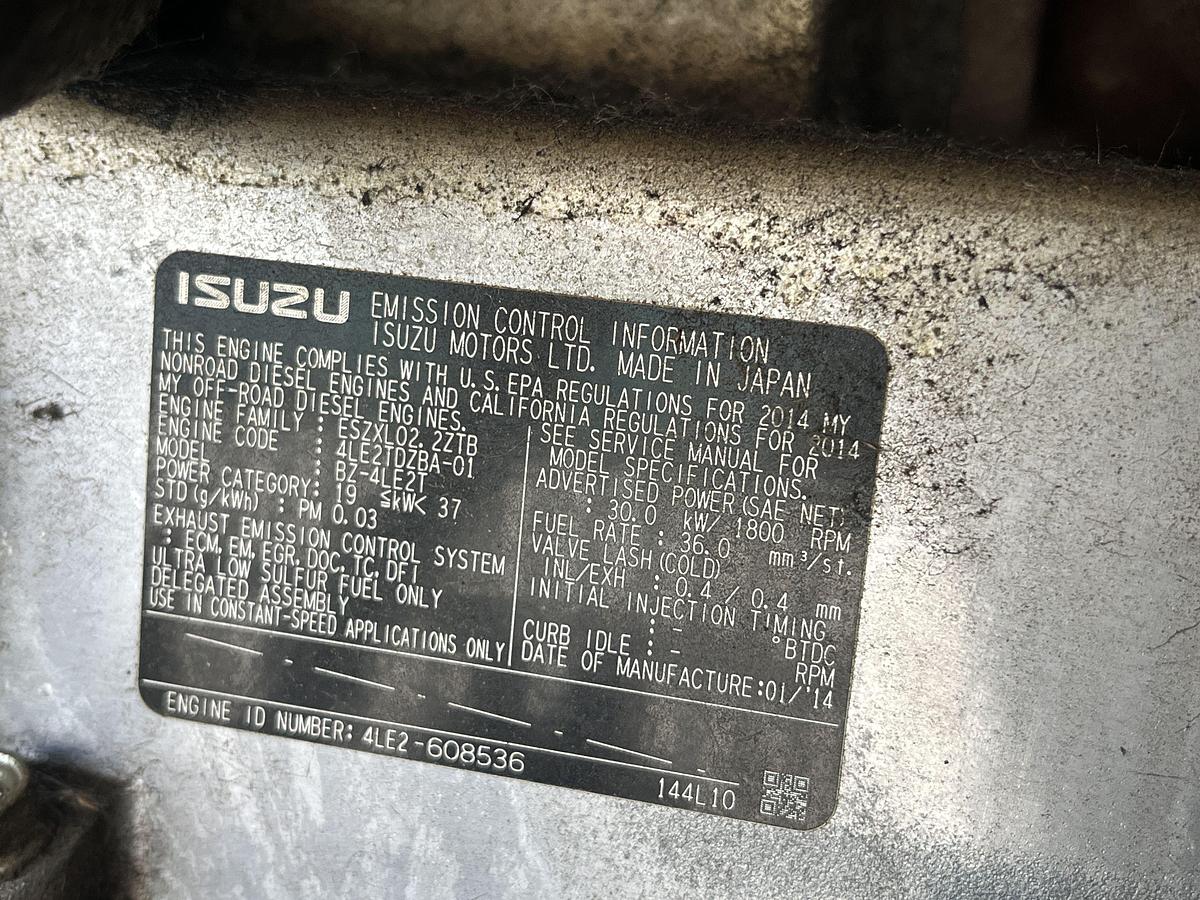 ISUZU EMISSION CONTROL INFORMATION
ISUZU MOTORS LTD. MADE IN JAPAN
THIS ENGINE COMPLIES WITH U.S.EPA REGULATIONS FOR 2014 MY
NONROAD DIESEL ENGINES AND CALIFORNIA REGULATIONS FOR 2014
MY OFF-ROAD DIESEL ENGINES.
ENGINE FAMILY : ESZXL02.2ZTB
ENGINE CODE : 4LE2TDZBA-01
MODEL : BZ-4LE2T
POWER CATEGORY: 19 ≦kW< 37
STD(g/kWh) : PM 0.03
EXHAUST EMISSION CONTROL SYSTEM
: ECM, EM, EGR, DOC, TC, DFI
ULTRA LOW SULFUR FUEL ONLY
DELEGATED ASSEMBLY
USE IN CONSTANT-SPEED APPLICATIONS ONLY
SEE SERVICE MANUAL FOR
MODEL SPECIFICATIONS.
ADVERTISED POWER(SAE NET)
: 30.0 kW/ 1800 RPM
FUEL RATE : 36.0 mm³/st.
VALVE LASH(COLD)
INL/EXH : 0.4 / 0.4 mm
INITIAL INJECTION TIMING
: - °BTDC
CURB IDLE : - RPM
DATE OF MANUFACTURE:01/'14
ENGINE ID NUMBER: 4LE2-608536
144L10